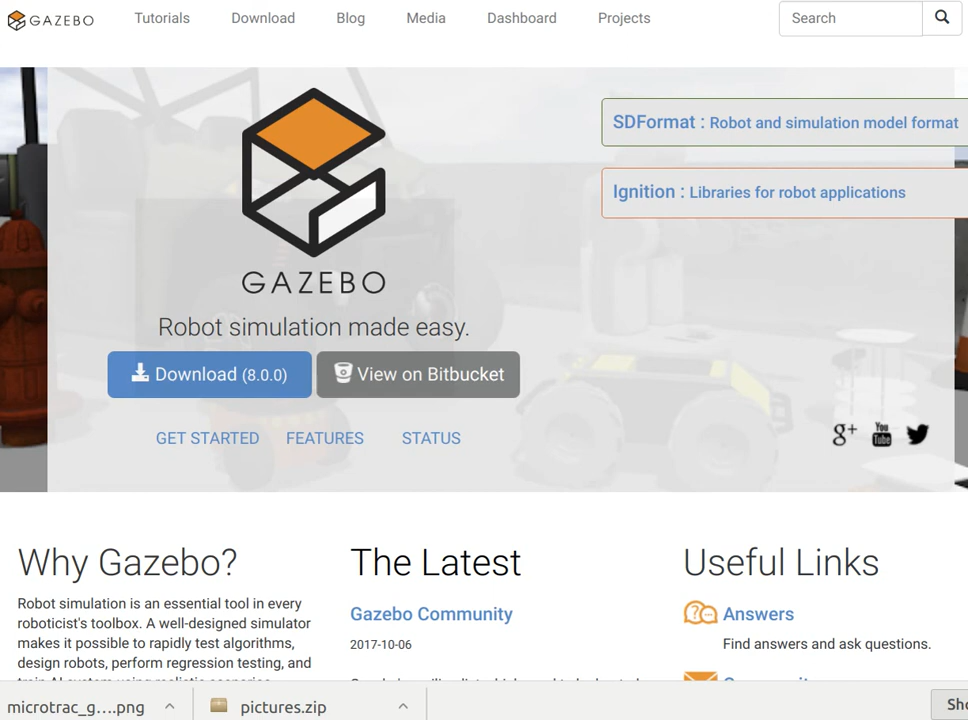 GAZEBO Tutorials Download Blog Media Dashboard Projects Search
SDFormat : Robot and simulation model format
Ignition : Libraries for robot applications
GAZEBO
Robot simulation made easy.
Download (8.0.0) View on Bitbucket
GET STARTED FEATURES STATUS
g+ You Tube
Why Gazebo?
Robot simulation is an essential tool in every
roboticist's toolbox. A well-designed simulator
makes it possible to rapidly test algorithms,
design robots, perform regression testing, and
The Latest
Gazebo Community
2017-10-06
Useful Links
Answers
Find answers and ask questions.
microtrac_g....png pictures.zip Sho